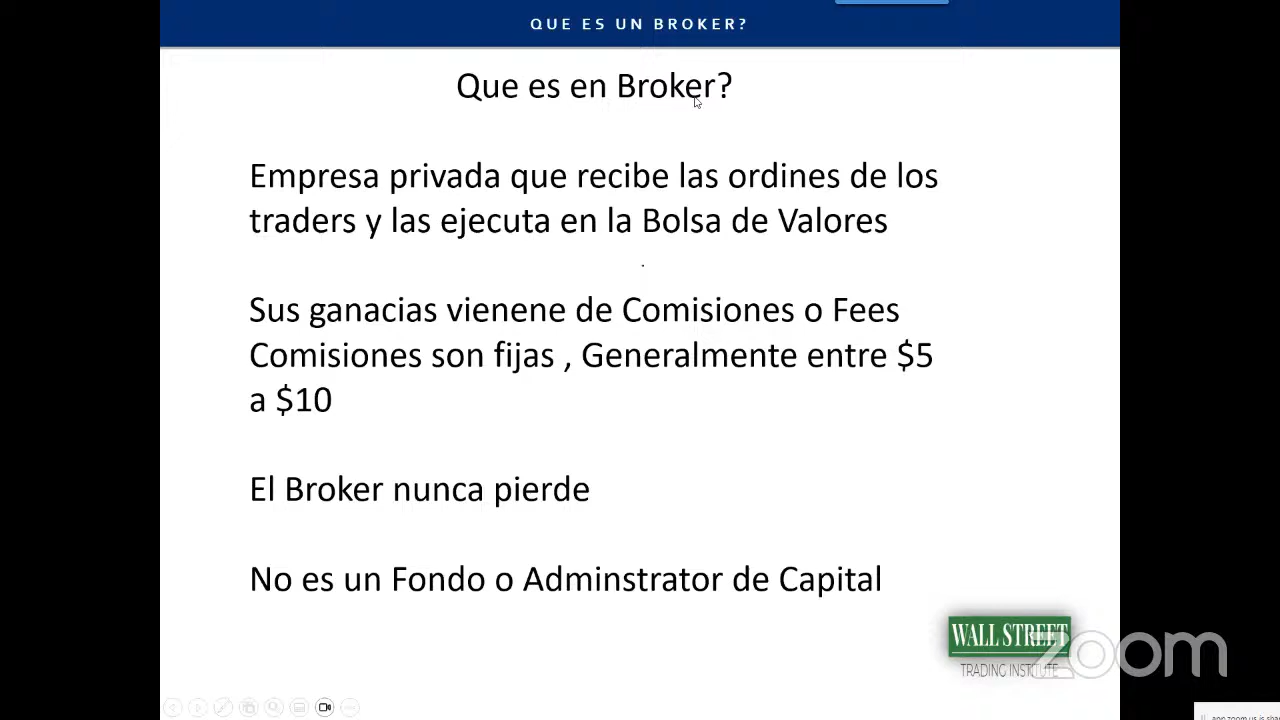 QUE ES UN BROKER?
Que es en Broker?
Empresa privada que recibe las ordines de los
traders y las ejecuta en la Bolsa de Valores
Sus ganacias vienene de Comisiones o Fees
Comisiones son fijas , Generalmente entre $5
a $10
El Broker nunca pierde
No es un Fondo o Adminstrator de Capital
WALL STREET
TRADING INSTITUTE
zoom